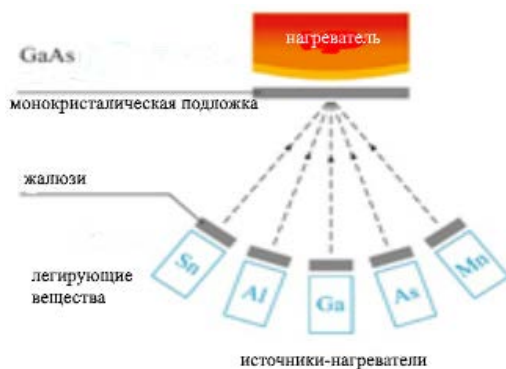 нагреватель
GaAs
монокристалическая подложка
жалюзи
Sn
Al
Ga
As
Mn
легирующие
вещества
источники-нагреватели